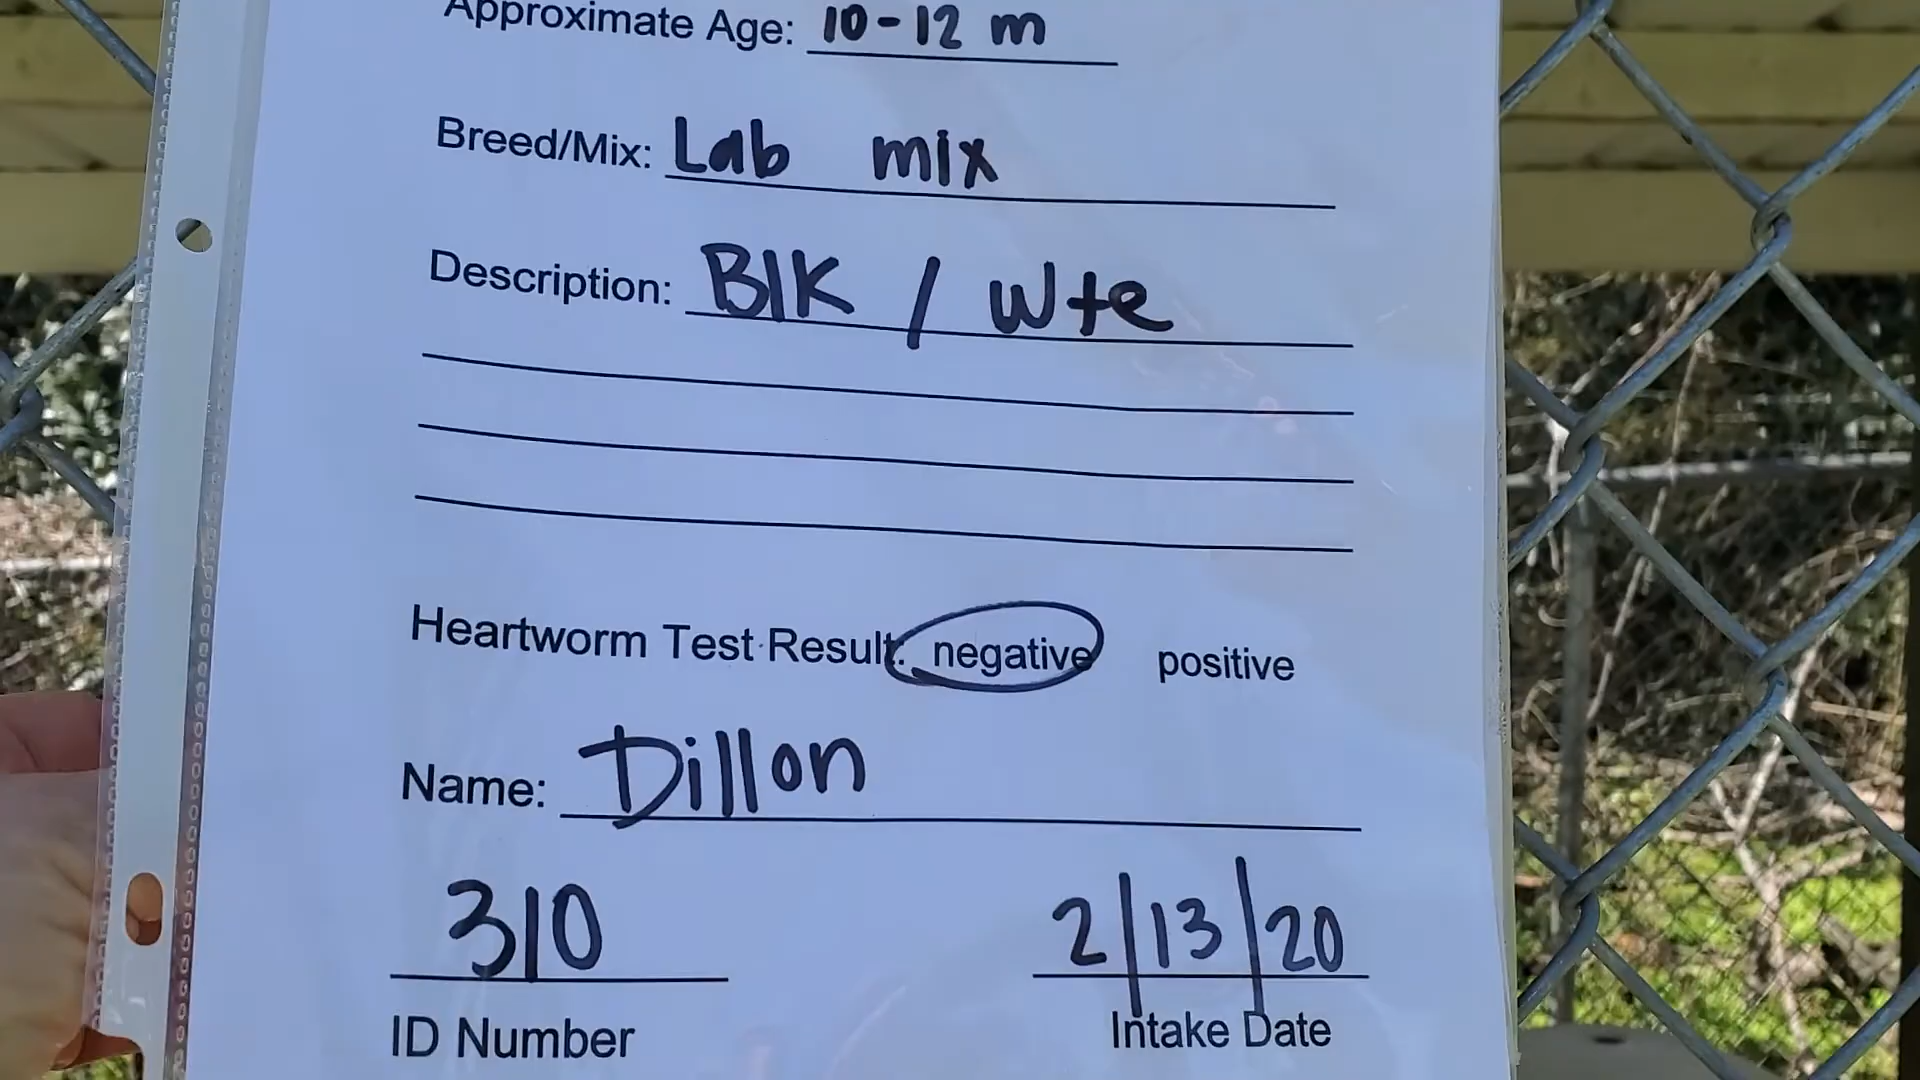 Approximate Age: 10-12 m
Breed/Mix: Lab mix
Description: Blk / Wte
Heartworm Test Result: negative positive
Name: Dillon
310 2/13/20
ID Number Intake Date